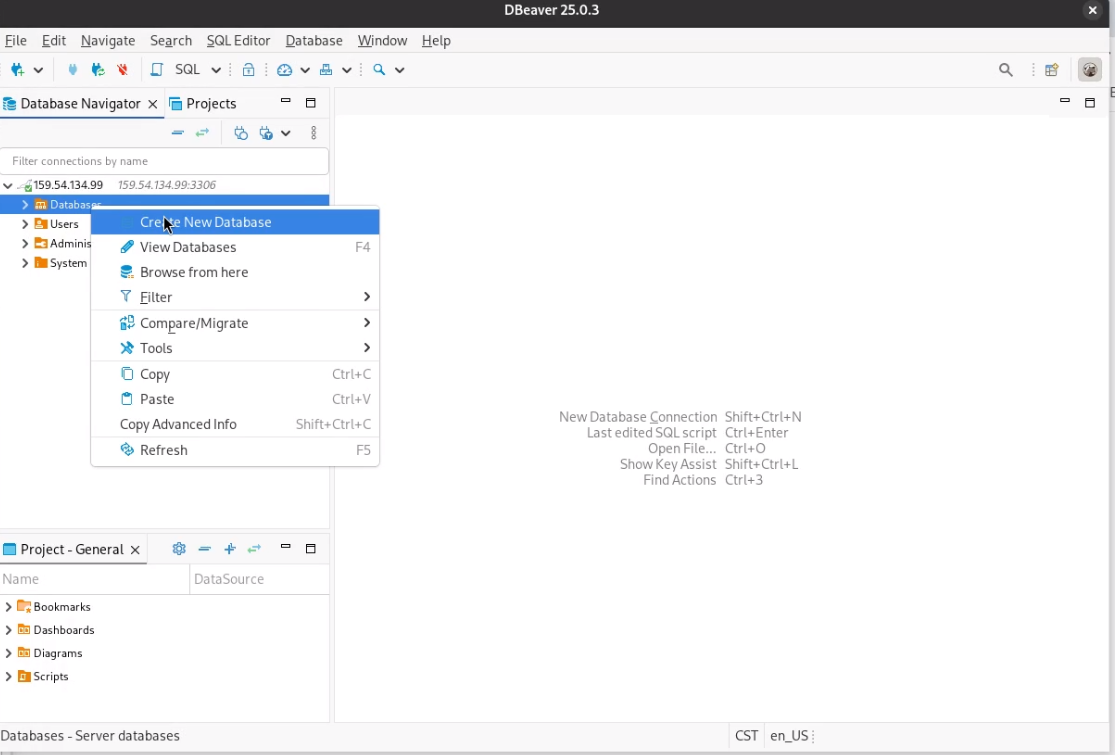 DBeaver 25.0.3
File Edit Navigate Search SQL Editor Database Window Help
SQL
Database Navigator Projects
Filter connections by name
159.54.134.99 159.54.134.99:3306
Databases
Users
Adminis
System
Create New Database
View Databases F4
Browse from here
Filter
Compare/Migrate
Tools
Copy Ctrl+C
Paste Ctrl+V
Copy Advanced Info Shift+Ctrl+C
Refresh F5
New Database Connection Shift+Ctrl+N
Last edited SQL script Ctrl+Enter
Open File... Ctrl+O
Show Key Assist Shift+Ctrl+L
Find Actions Ctrl+3
Project - General
Name DataSource
Bookmarks
Dashboards
Diagrams
Scripts
Databases - Server databases CST en_US